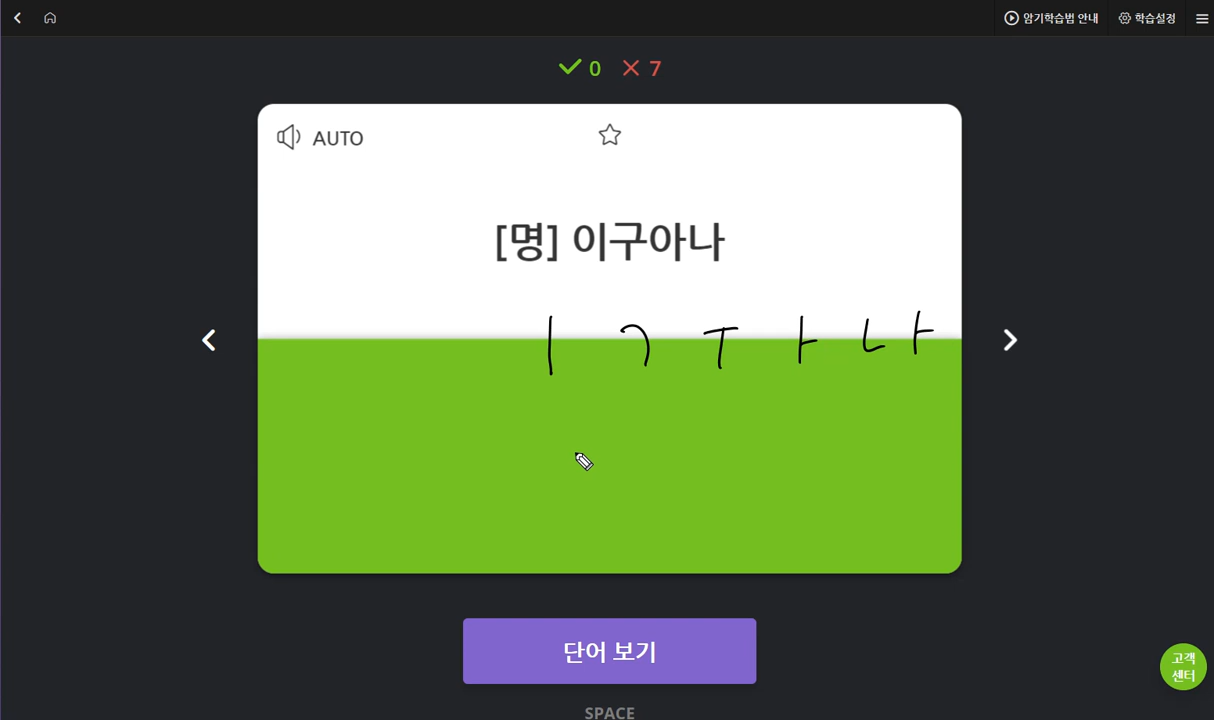 암기학습법 안내 학습설정
0 7
AUTO
[명] 이구아나
ㅣ ㄱ ㅜ ㅏ ㄴ ㅏ
단어 보기
고객
센터
SPACE